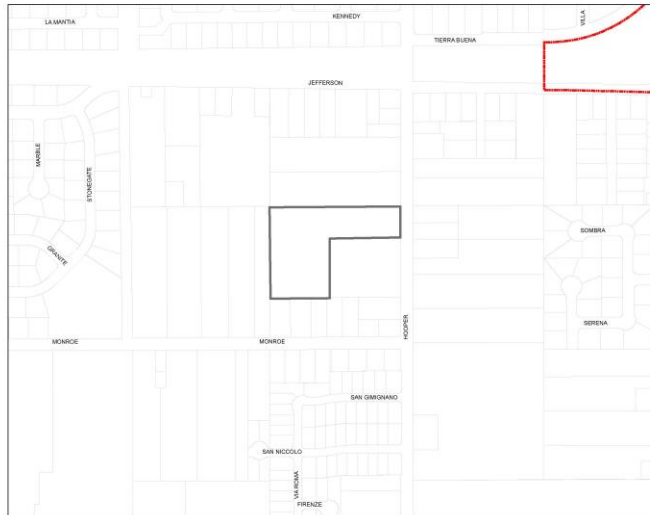 LA MANTIA
KENNEDY
VILLA
TIERRA BUENA
JEFFERSON
MARBLE
STONEGATE
SOMBRA
GRANITE
HOOPER
SERENA
MONROE
MONROE
SAN GIMIGNANO
SAN NICCOLO
VIA ROMA
FIRENZE